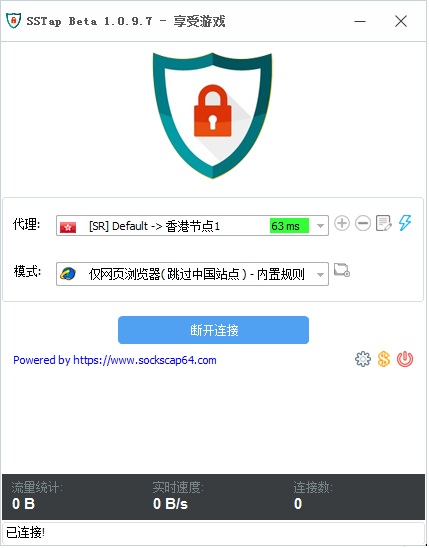 SSTap Beta 1.0.9.7 - 享受游戏
代理: [SR] Default -> 香港节点1 63 ms
模式: 仅网页浏览器(跳过中国站点) - 内置规则
断开连接
Powered by https://www.sockscap64.com
流量统计: 实时速度: 连接数:
0 B 0 B/s 0
已连接!